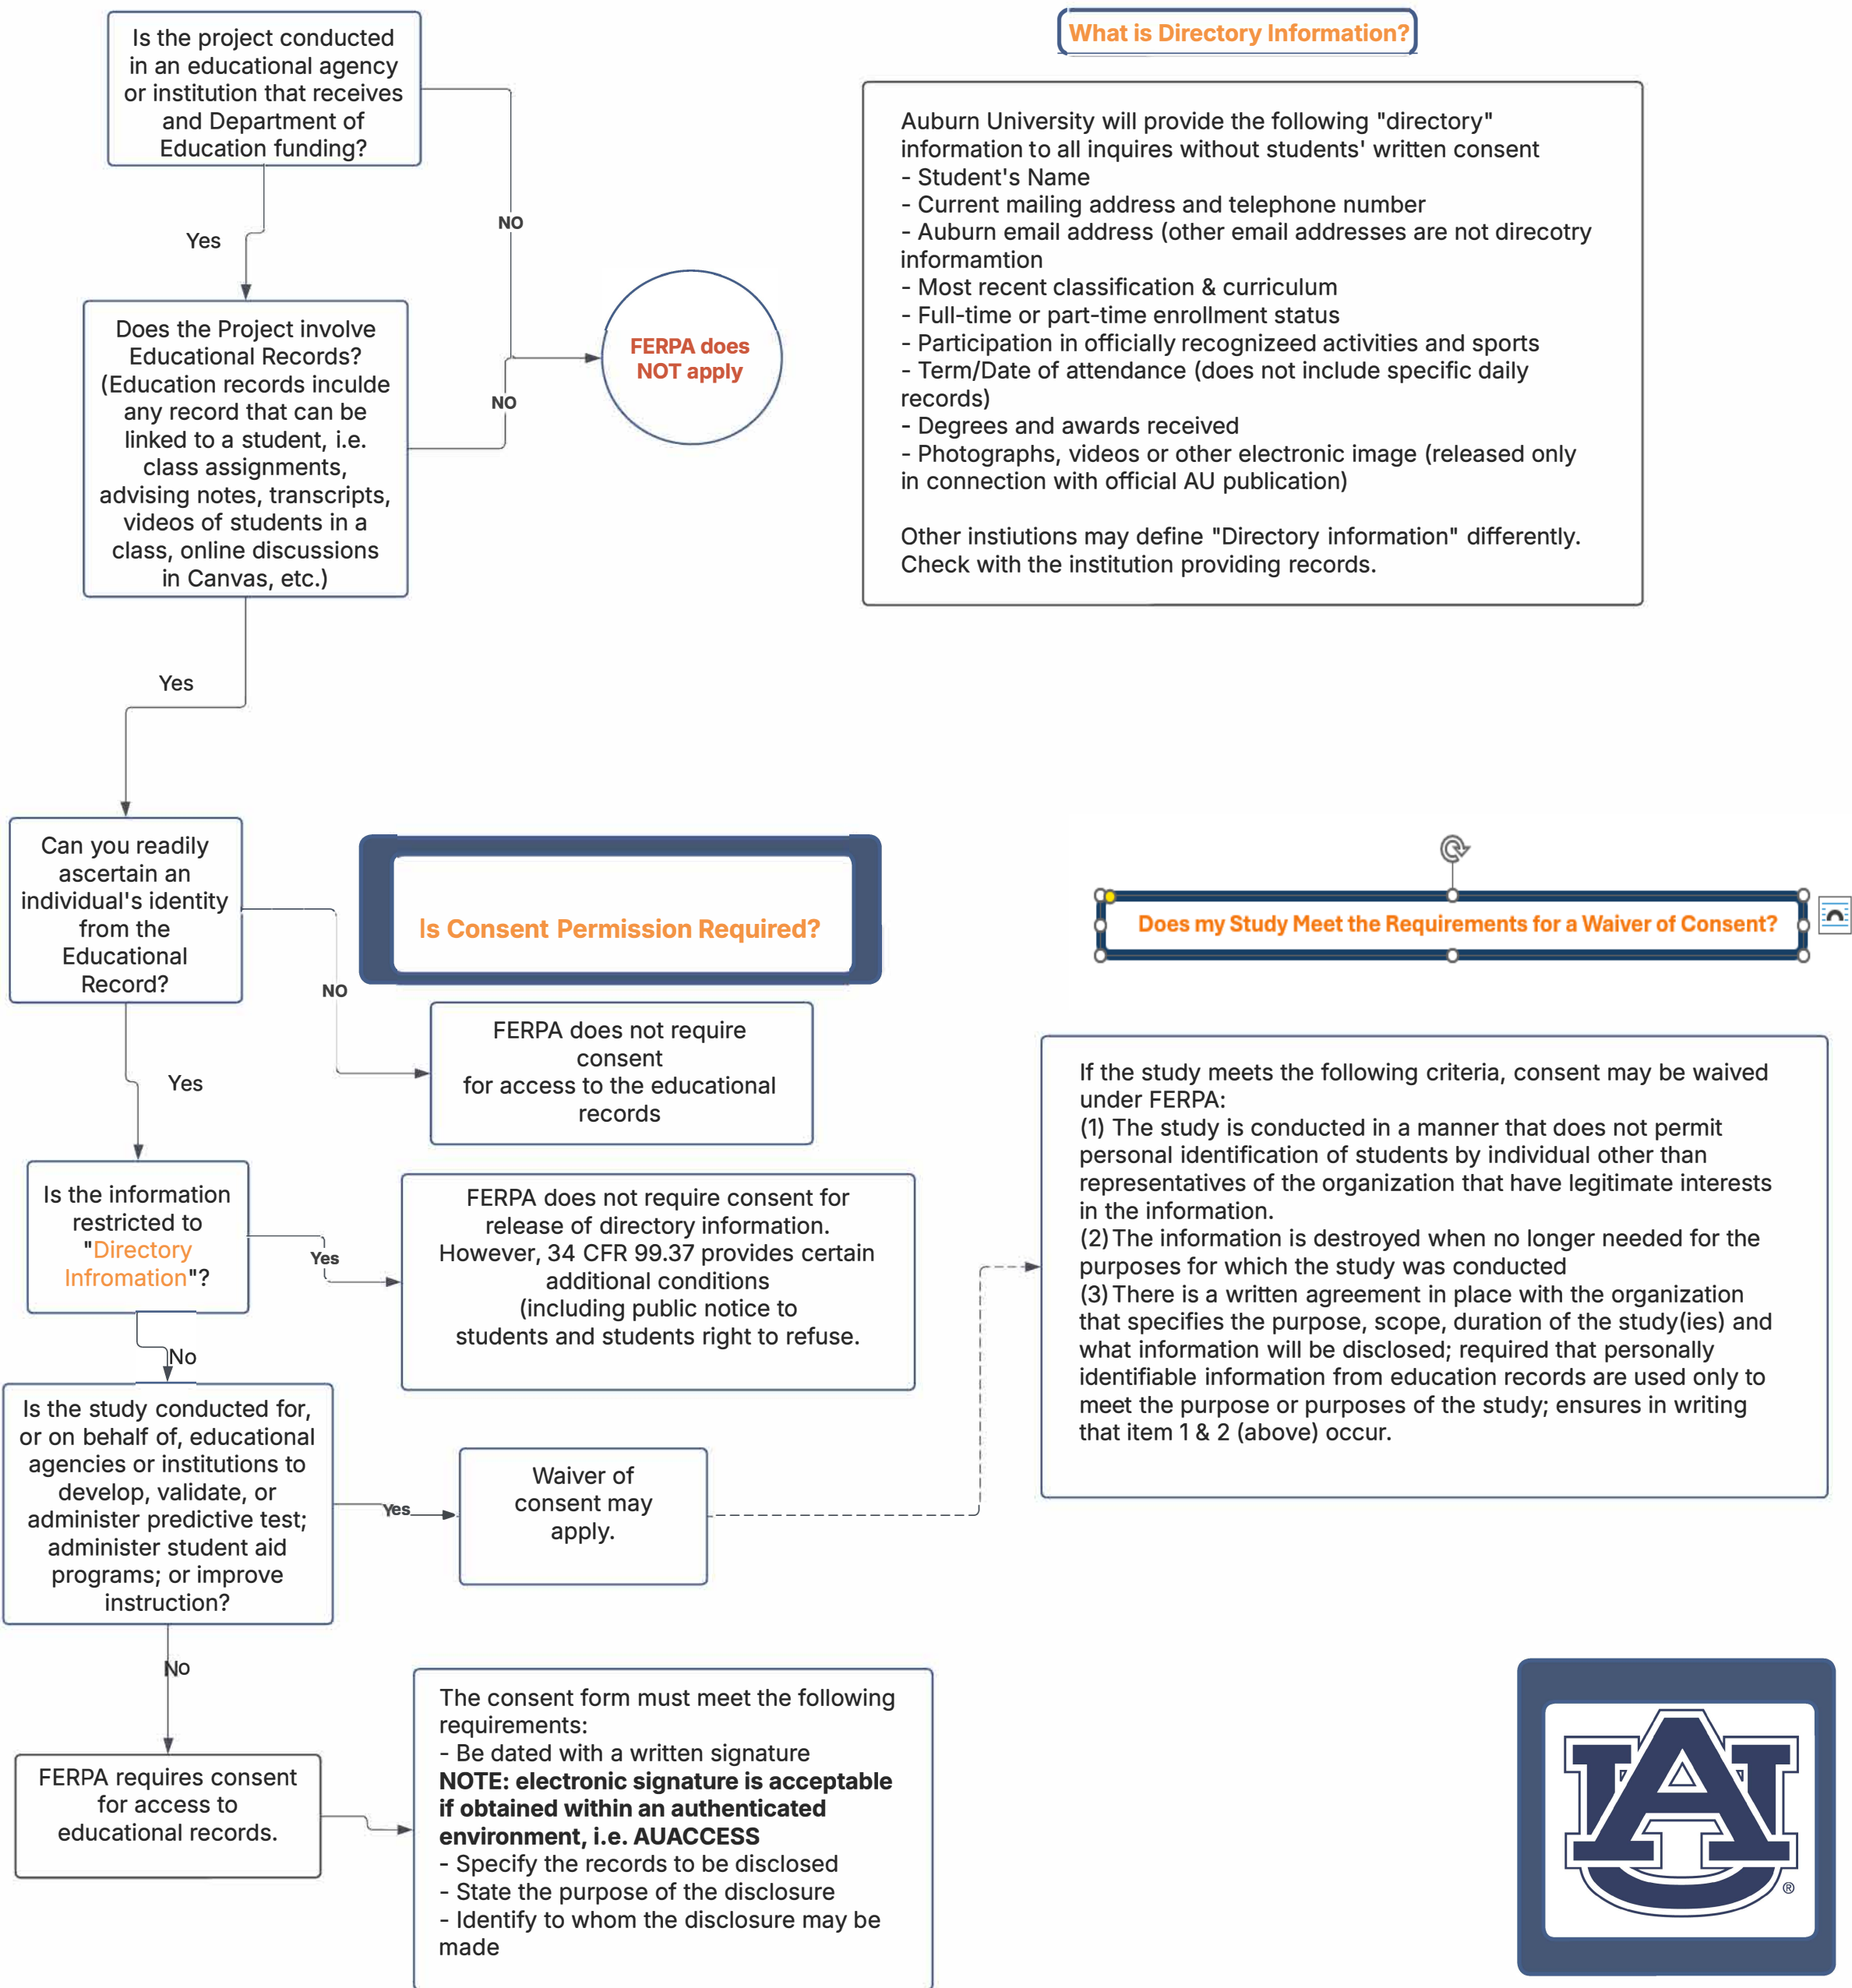 Is the project conducted
in an educational agency
or institution that receives
and Department of
Education funding?
Yes
NO
Does the Project involve
Educational Records?
(Education records inculde
any record that can be
linked to a student, i.e.
class assignments,
advising notes, transcripts,
videos of students in a
class, online discussions
in Canvas, etc.)
NO
FERPA does
NOT apply
Yes
What is Directory Information?
Auburn University will provide the following "directory"
information to all inquires without students' written consent
- Student's Name
- Current mailing address and telephone number
- Auburn email address (other email addresses are not direcotry
informamtion
- Most recent classification & curriculum
- Full-time or part-time enrollment status
- Participation in officially recognizeed activities and sports
- Term/Date of attendance (does not include specific daily
records)
- Degrees and awards received
- Photographs, videos or other electronic image (released only
in connection with official AU publication)
Other instiutions may define "Directory information" differently.
Check with the institution providing records.
Can you readily
ascertain an
individual's identity
from the
Educational
Record?
NO
Yes
Is Consent Permission Required?
FERPA does not require
consent
for access to the educational
records
Is the information
restricted to
"Directory
Infromation"?
Yes
No
FERPA does not require consent for
release of directory information.
However, 34 CFR 99.37 provides certain
additional conditions
(including public notice to
students and students right to refuse.
Is the study conducted for,
or on behalf of, educational
agencies or institutions to
develop, validate, or
administer predictive test;
administer student aid
programs; or improve
instruction?
Yes
Waiver of
consent may
apply.
No
Does my Study Meet the Requirements for a Waiver of Consent?
If the study meets the following criteria, consent may be waived
under FERPA:
(1) The study is conducted in a manner that does not permit
personal identification of students by individual other than
representatives of the organization that have legitimate interests
in the information.
(2) The information is destroyed when no longer needed for the
purposes for which the study was conducted
(3) There is a written agreement in place with the organization
that specifies the purpose, scope, duration of the study(ies) and
what information will be disclosed; required that personally
identifiable information from education records are used only to
meet the purpose or purposes of the study; ensures in writing
that item 1 & 2 (above) occur.
FERPA requires consent
for access to
educational records.
The consent form must meet the following
requirements:
- Be dated with a written signature
NOTE: electronic signature is acceptable
if obtained within an authenticated
environment, i.e. AUACCESS
- Specify the records to be disclosed
- State the purpose of the disclosure
- Identify to whom the disclosure may be
made
AU
®